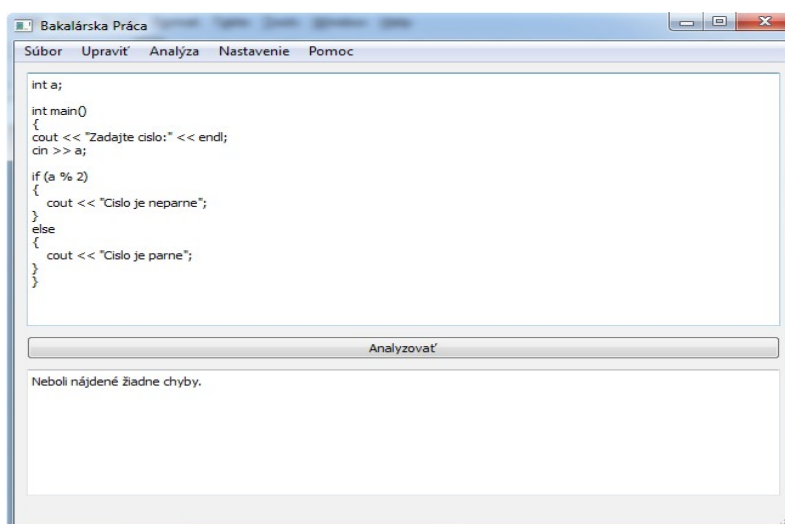 Bakalárska Práca
Súbor Upraviť Analýza Nastavenie Pomoc
int a;
int main()
{
cout << "Zadajte cislo:" << endl;
cin >> a;
if (a % 2)
{
cout << "Cislo je neparne";
}
else
{
cout << "Cislo je parne";
}
}
Analyzovať
Neboli nájdené žiadne chyby.